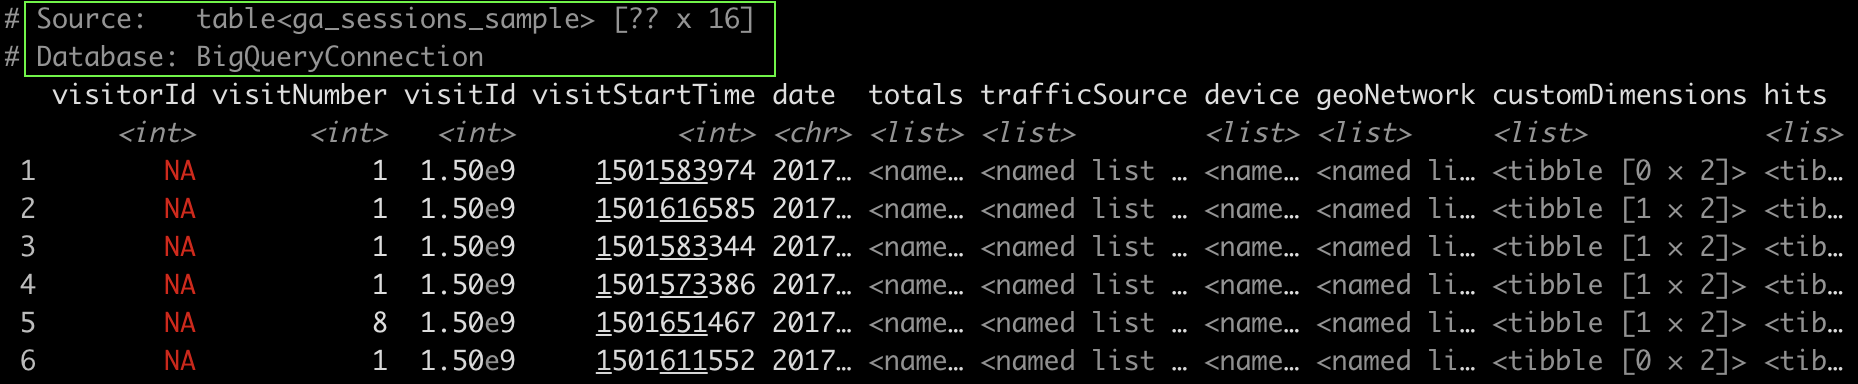 # Source:   table<ga_sessions_sample> [?? x 16]
# Database: BigQueryConnection
visitorId visitNumber visitId visitStartTime date totals trafficSource device geoNetwork customDimensions hits
<int> <int> <int> <int> <chr> <list> <list> <list> <list> <list> <lis>
1 NA 1 1.50e9 1501583974 2017… <name… <named list … <name… <named li… <tibble [0 × 2]> <tib…
2 NA 1 1.50e9 1501616585 2017… <name… <named list … <name… <named li… <tibble [1 × 2]> <tib…
3 NA 1 1.50e9 1501583344 2017… <name… <named list … <name… <named li… <tibble [1 × 2]> <tib…
4 NA 1 1.50e9 1501573386 2017… <name… <named list … <name… <named li… <tibble [1 × 2]> <tib…
5 NA 8 1.50e9 1501651467 2017… <name… <named list … <name… <named li… <tibble [1 × 2]> <tib…
6 NA 1 1.50e9 1501611552 2017… <name… <named list … <name… <named li… <tibble [0 × 2]> <tib…